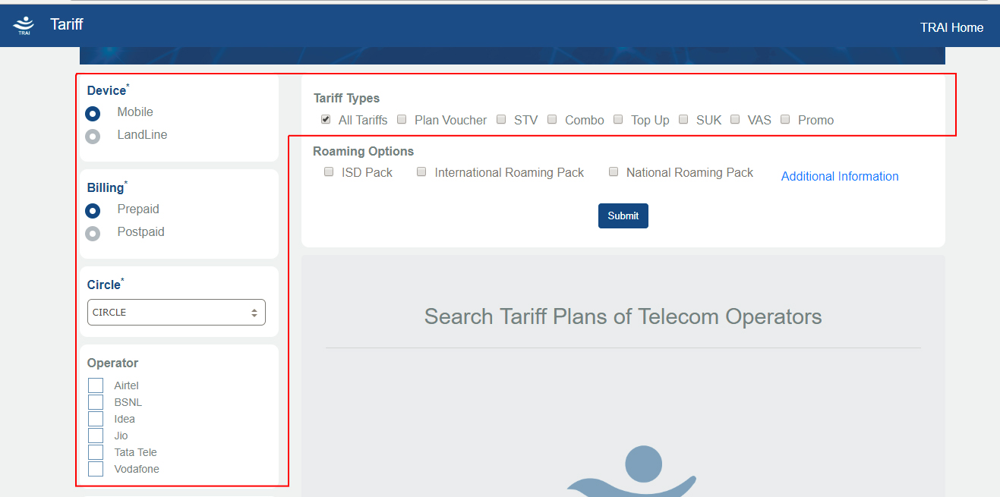 TRAI
Tariff
TRAI Home
Device*
Mobile
LandLine
Billing*
Prepaid
Postpaid
Circle*
CIRCLE
Operator
Airtel
BSNL
Idea
Jio
Tata Tele
Vodafone
Tariff Types
All Tariffs Plan Voucher STV Combo Top Up SUK VAS Promo
Roaming Options
ISD Pack International Roaming Pack National Roaming Pack Additional Information
Submit
Search Tariff Plans of Telecom Operators